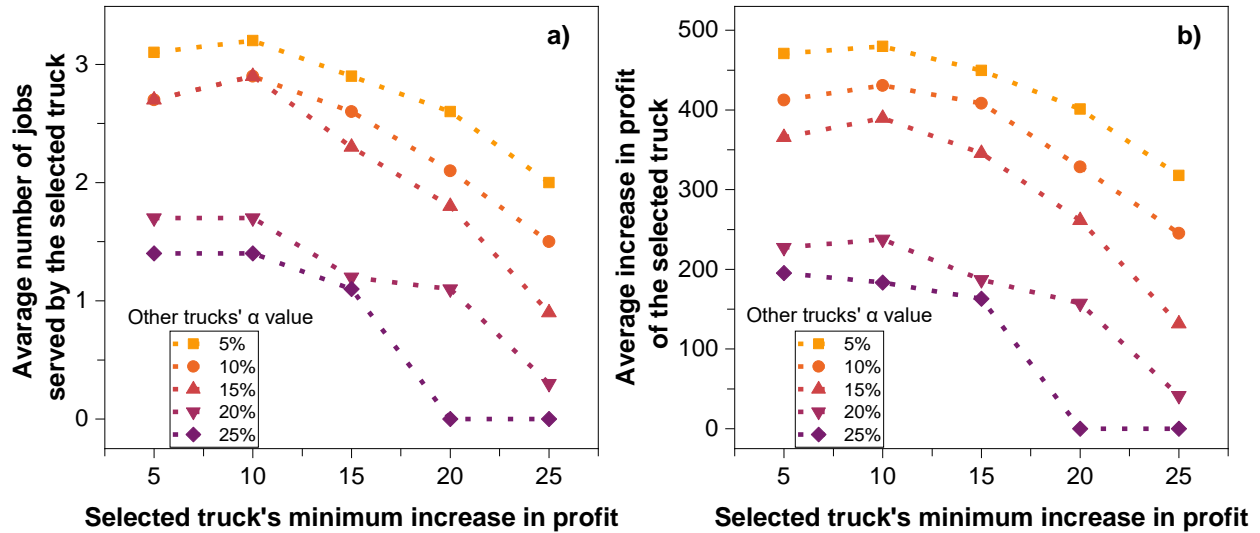 a)
Avarage number of jobs
served by the selected truck
3
2
1
0
Other trucks' α value
5%
10%
15%
20%
25%
5 10 15 20 25
Selected truck's minimum increase in profit
b)
Average increase in profit
of the selected truck
500
400
300
200
100
0
Other trucks' α value
5%
10%
15%
20%
25%
5 10 15 20 25
Selected truck's minimum increase in profit